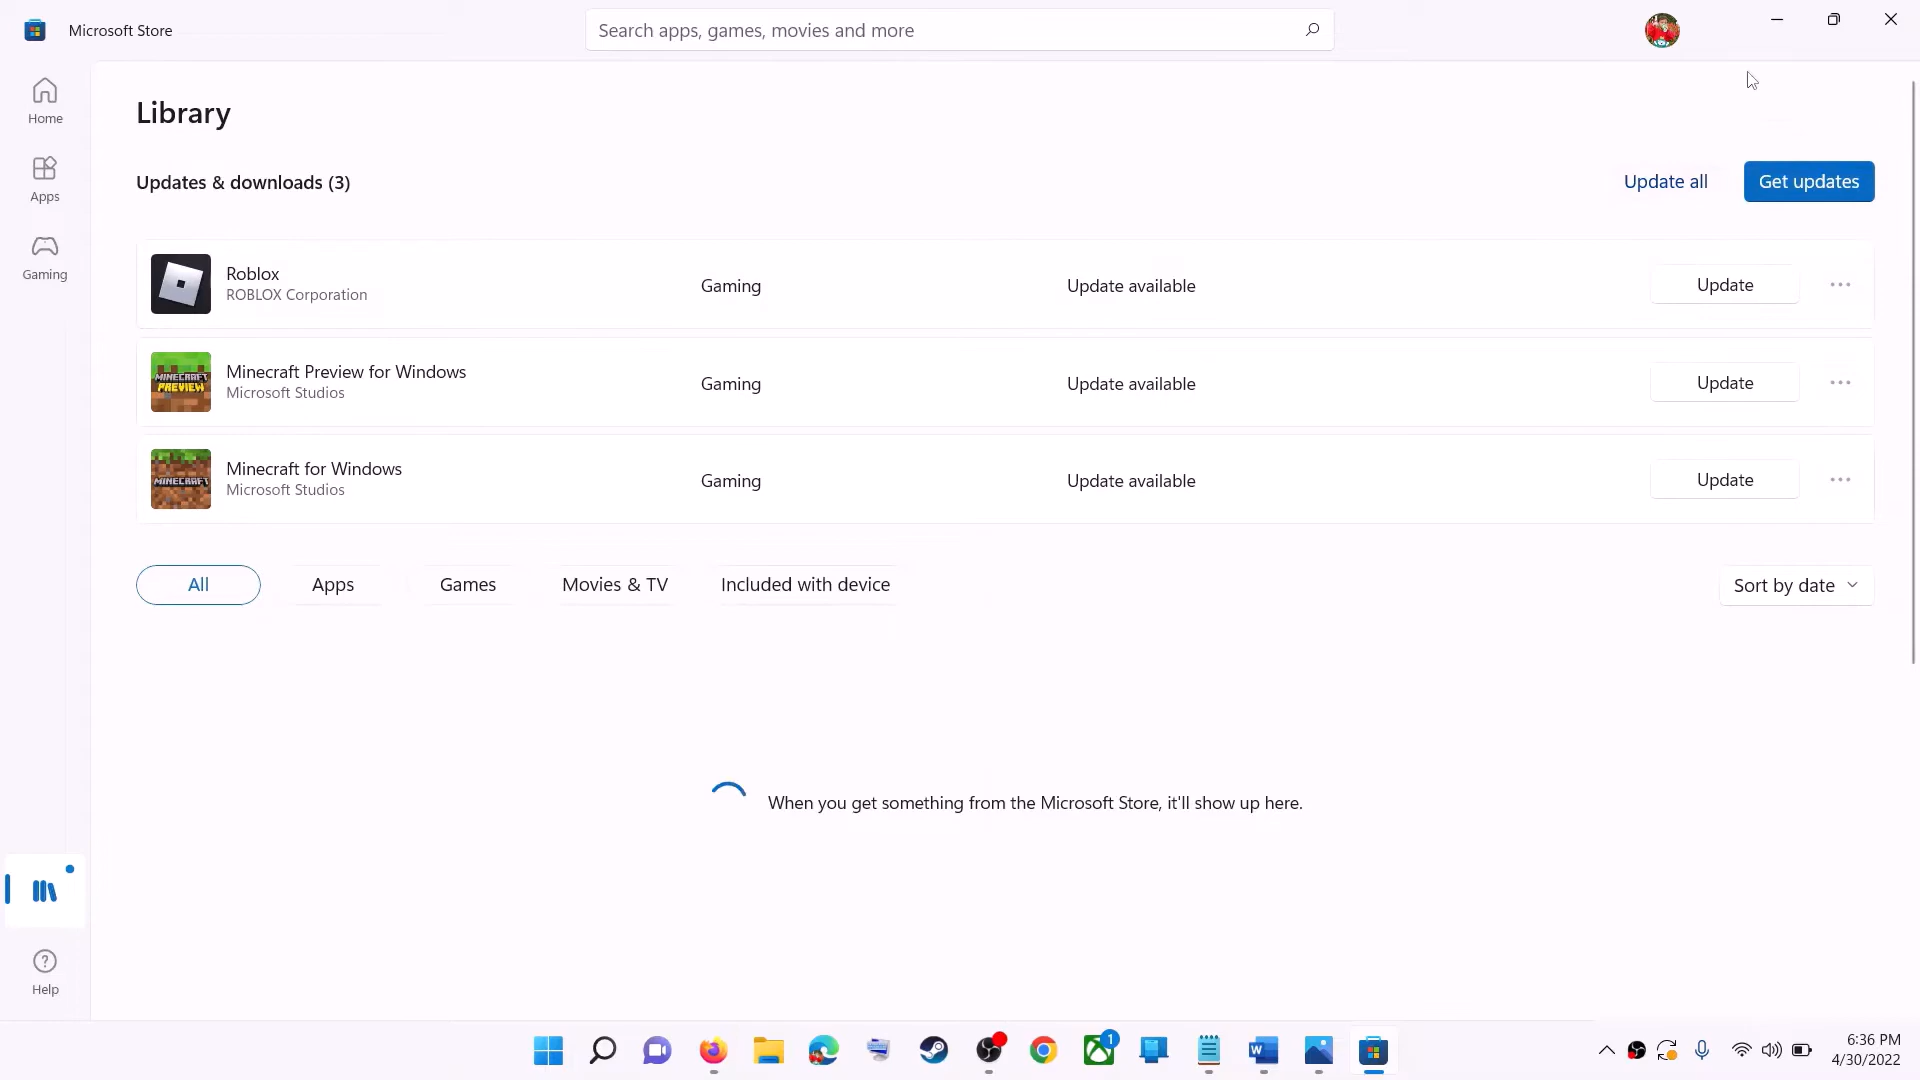 Microsoft Store
Search apps, games, movies and more
Home
Apps
Gaming
Library
Updates & downloads (3)
Update all
Get updates
Roblox
ROBLOX Corporation
Gaming
Update available
Update
MINECRAFT
PREVIEW
Minecraft Preview for Windows
Microsoft Studios
Gaming
Update available
Update
MINECRAFT
Minecraft for Windows
Microsoft Studios
Gaming
Update available
Update
All
Apps
Games
Movies & TV
Included with device
Sort by date
When you get something from the Microsoft Store, it'll show up here.
Help
1
W
6:36 PM
4/30/2022